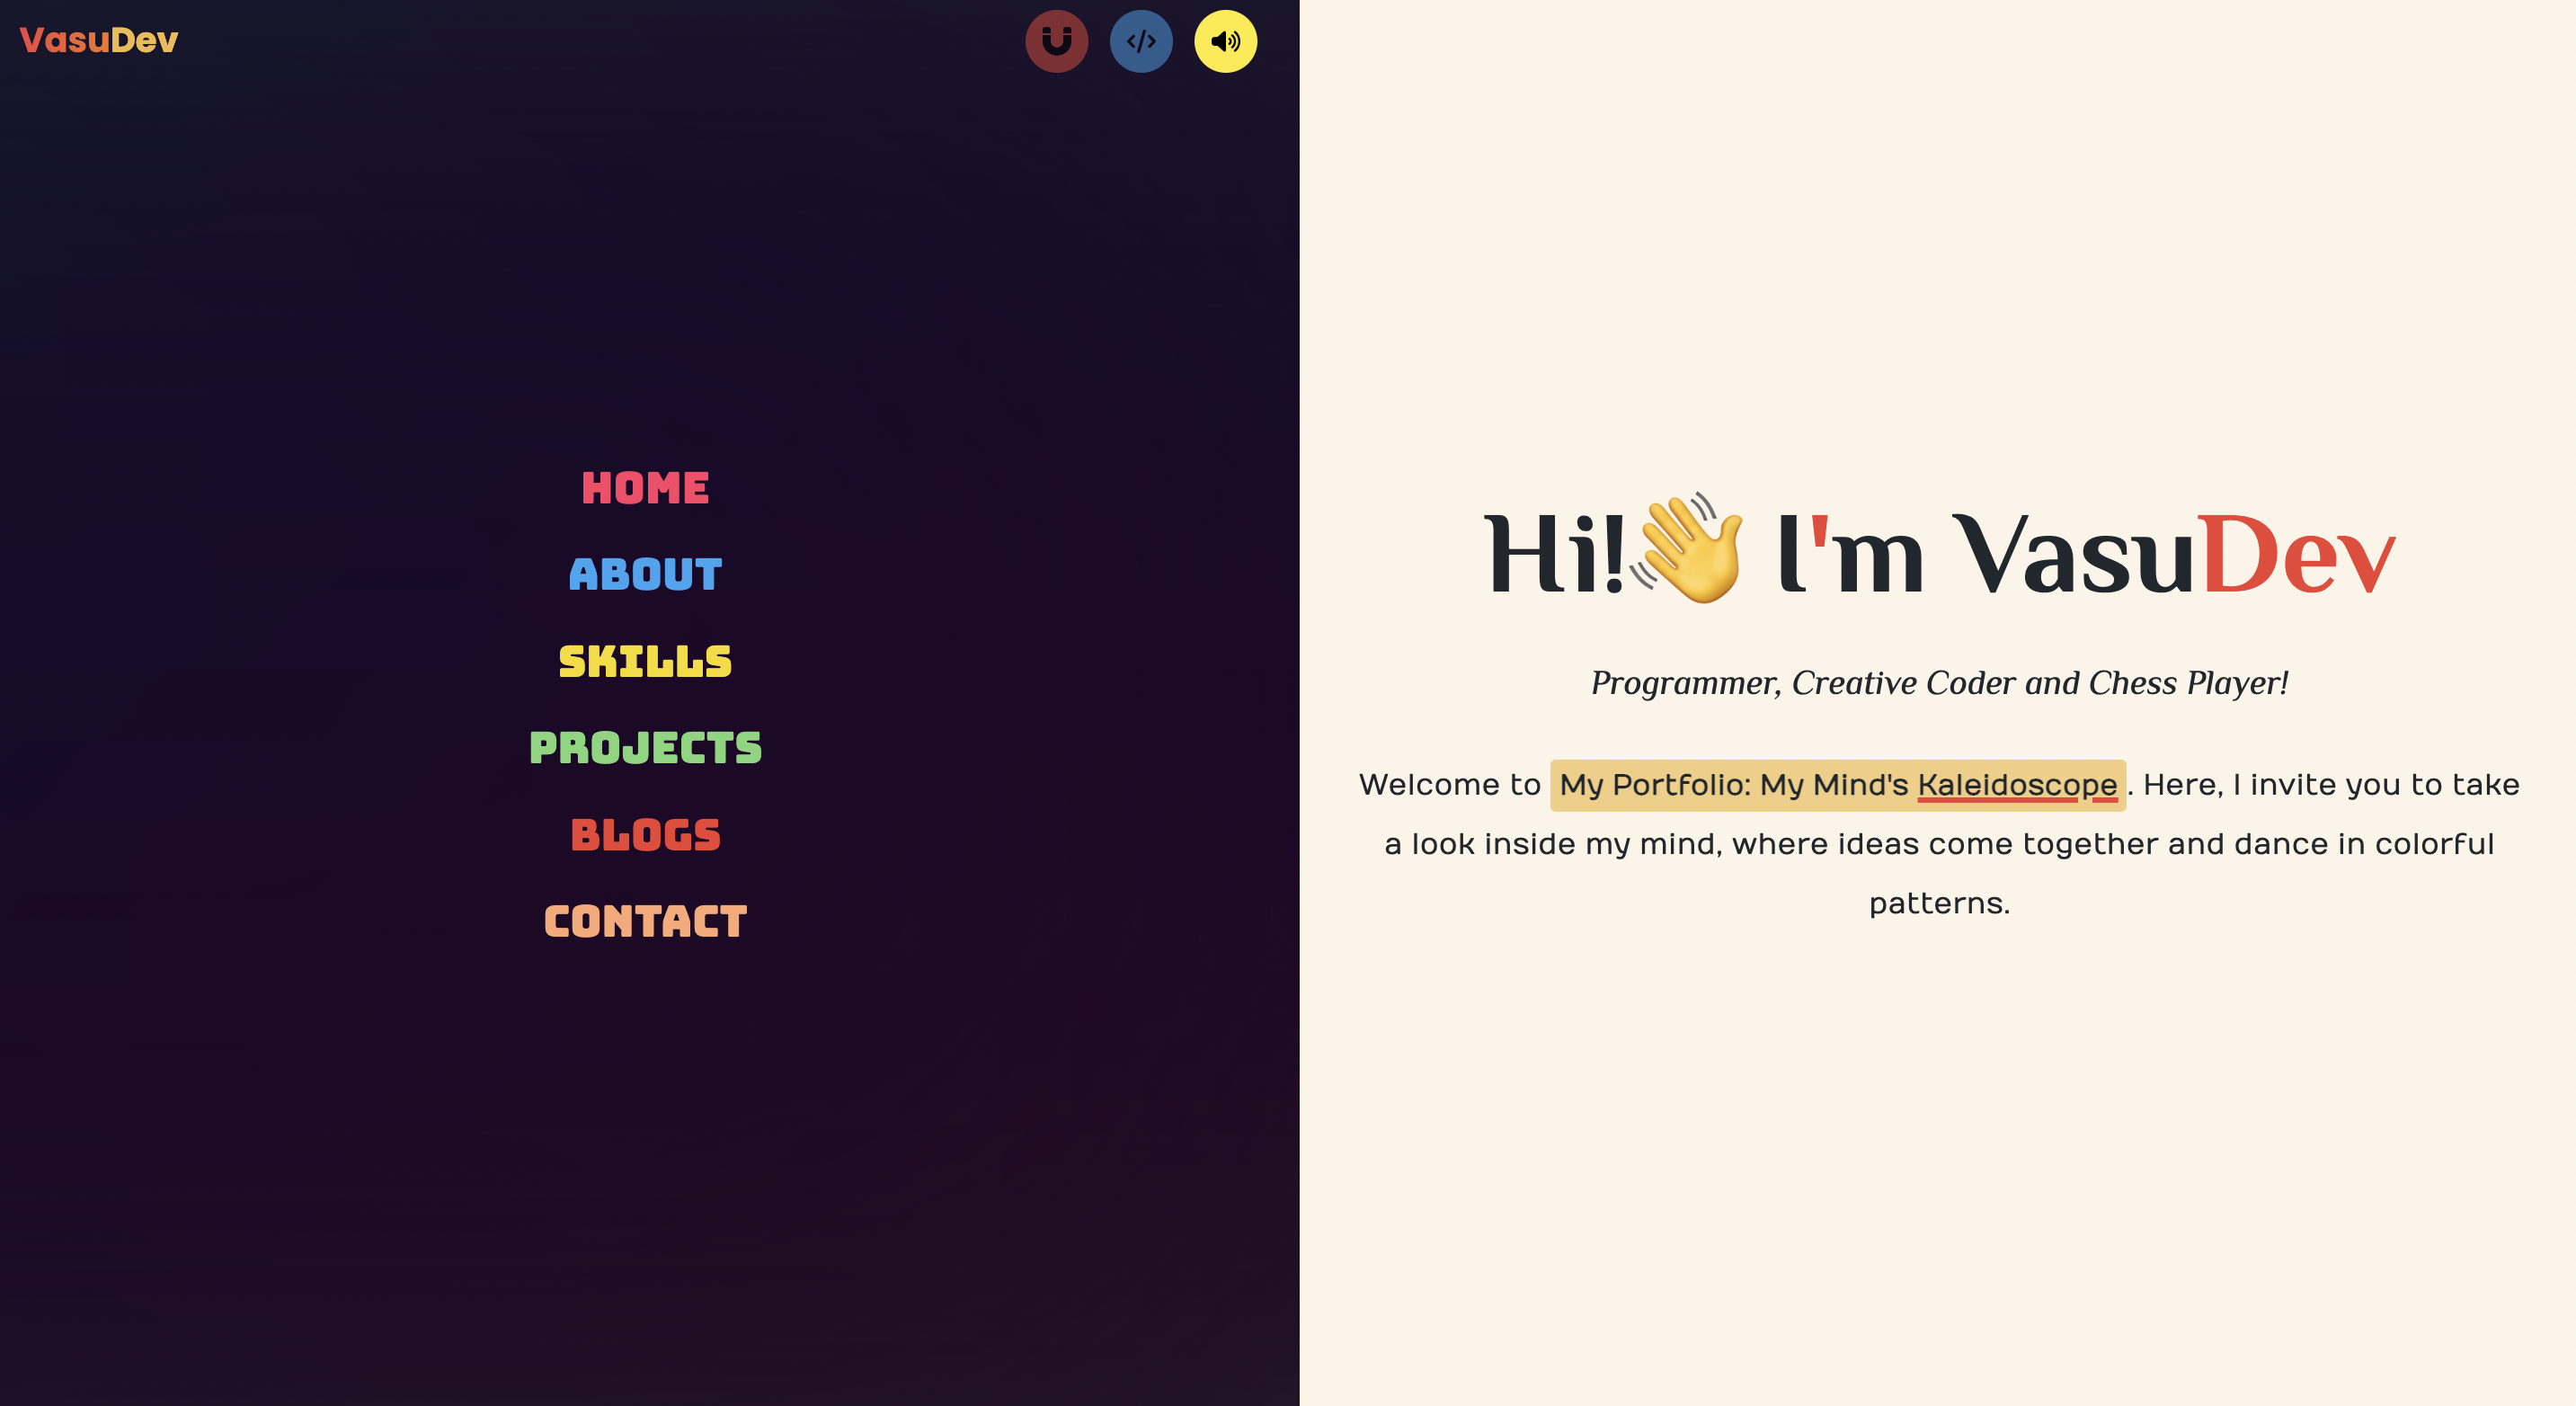 VasuDev
HOME
ABOUT
SKILLS
PROJECTS
BLOGS
CONTACT
Hi!👋 I'm VasuDev
Programmer, Creative Coder and Chess Player!
Welcome to My Portfolio: My Mind's Kaleidoscope. Here, I invite you to take
a look inside my mind, where ideas come together and dance in colorful
patterns.